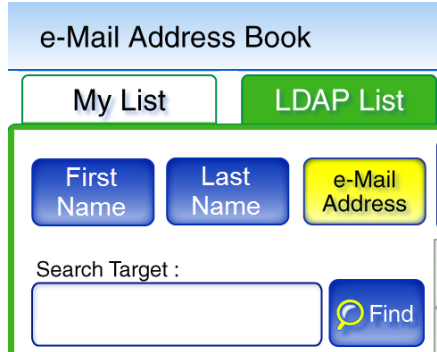 e-Mail Address Book
My List LDAP List
First Name Last Name e-Mail Address
Search Target :
Find